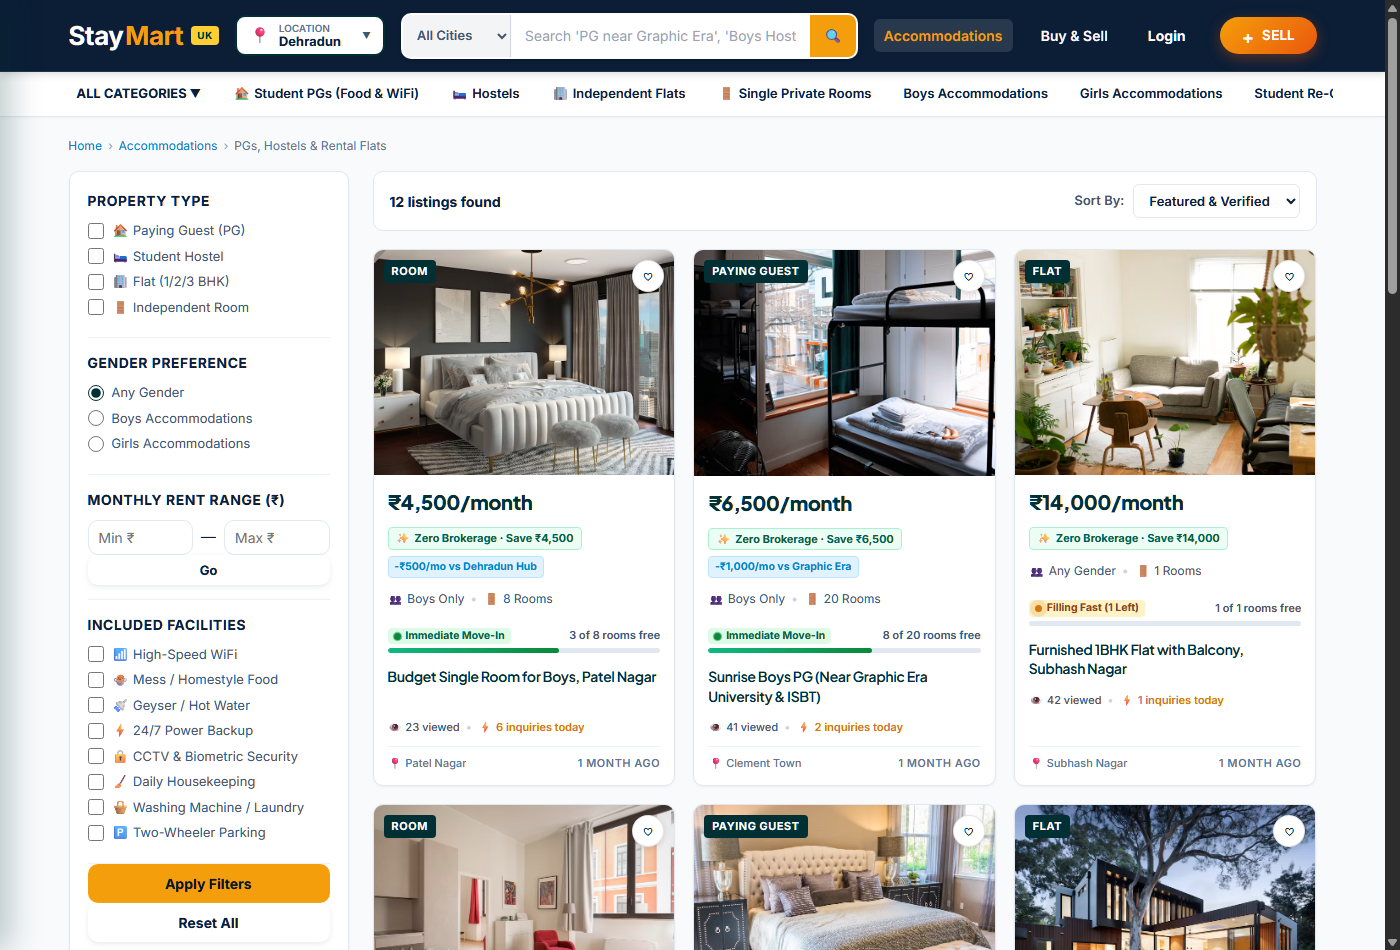 StayMart UK
LOCATION
Dehradun ▼
All Cities
Search 'PG near Graphic Era', 'Boys Host
Accommodations
Buy & Sell
Login
+ SELL
ALL CATEGORIES ▼
Student PGs (Food & WiFi)
Hostels
Independent Flats
Single Private Rooms
Boys Accommodations
Girls Accommodations
Student Re-
Home › Accommodations › PGs, Hostels & Rental Flats
PROPERTY TYPE
Paying Guest (PG)
Student Hostel
Flat (1/2/3 BHK)
Independent Room
GENDER PREFERENCE
Any Gender
Boys Accommodations
Girls Accommodations
MONTHLY RENT RANGE (₹)
Min ₹ — Max ₹
Go
INCLUDED FACILITIES
High-Speed WiFi
Mess / Homestyle Food
Geyser / Hot Water
24/7 Power Backup
CCTV & Biometric Security
Daily Housekeeping
Washing Machine / Laundry
Two-Wheeler Parking
Apply Filters
Reset All
12 listings found
Sort By: Featured & Verified
ROOM
₹4,500/month
Zero Brokerage · Save ₹4,500
-₹500/mo vs Dehradun Hub
Boys Only • 8 Rooms
Immediate Move-In 3 of 8 rooms free
Budget Single Room for Boys, Patel Nagar
23 viewed • 6 inquiries today
Patel Nagar 1 MONTH AGO
PAYING GUEST
₹6,500/month
Zero Brokerage · Save ₹6,500
-₹1,000/mo vs Graphic Era
Boys Only • 20 Rooms
Immediate Move-In 8 of 20 rooms free
Sunrise Boys PG (Near Graphic Era
University & ISBT)
41 viewed • 2 inquiries today
Clement Town 1 MONTH AGO
FLAT
₹14,000/month
Zero Brokerage · Save ₹14,000
Any Gender • 1 Rooms
Filling Fast (1 Left) 1 of 1 rooms free
Furnished 1BHK Flat with Balcony,
Subhash Nagar
42 viewed • 1 inquiries today
Subhash Nagar 1 MONTH AGO
ROOM
PAYING GUEST
FLAT